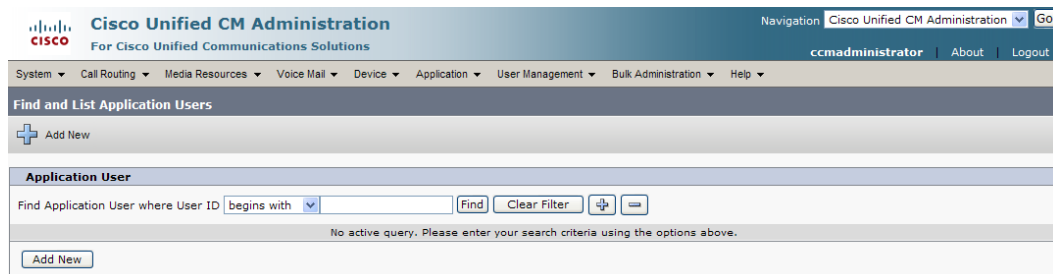 CISCO
Cisco Unified CM Administration
For Cisco Unified Communications Solutions
Navigation Cisco Unified CM Administration Go
ccmadministrator | About | Logout
System Call Routing Media Resources Voice Mail Device Application User Management Bulk Administration Help
Find and List Application Users
Add New
Application User
Find Application User where User ID begins with Find Clear Filter
No active query. Please enter your search criteria using the options above.
Add New